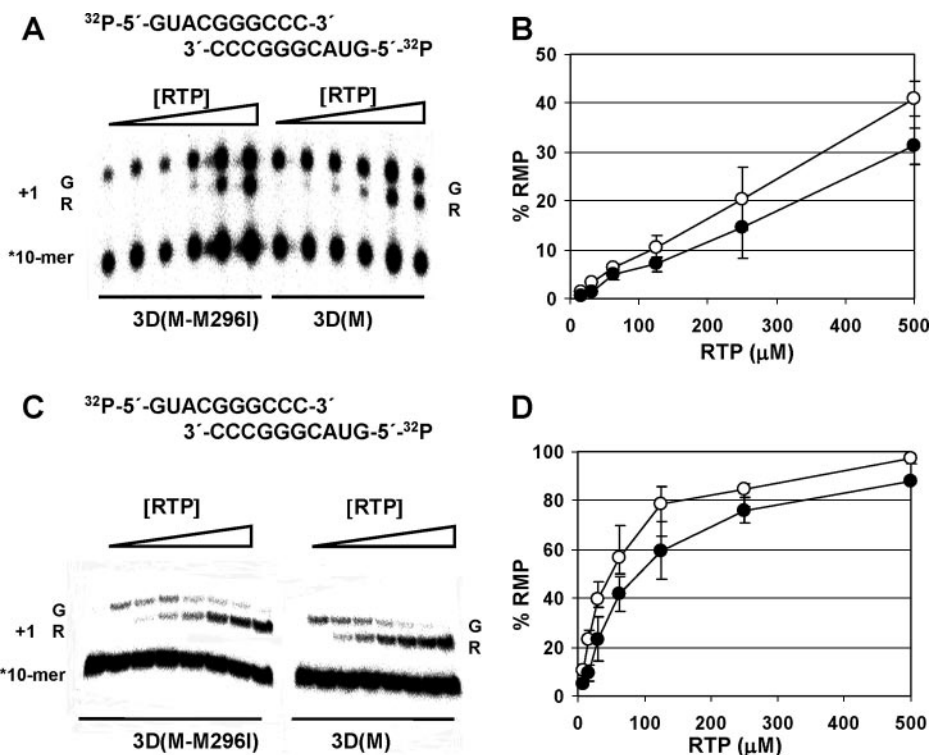 A
³²P-5´-GUACGGGCCC-3´
3´-CCCGGGCAUG-5´-³²P
[RTP]
[RTP]
+1
G
R
G
R
*10-mer
3D(M-M296I)
3D(M)
B
% RMP
50
40
30
20
10
0
0
100
200
300
400
500
RTP (µM)
C
³²P-5´-GUACGGGCCC-3´
3´-CCCGGGCAUG-5´-³²P
[RTP]
[RTP]
+1
G
R
G
R
*10-mer
3D(M-M296I)
3D(M)
D
% RMP
100
80
60
40
20
0
0
100
200
300
400
500
RTP (µM)